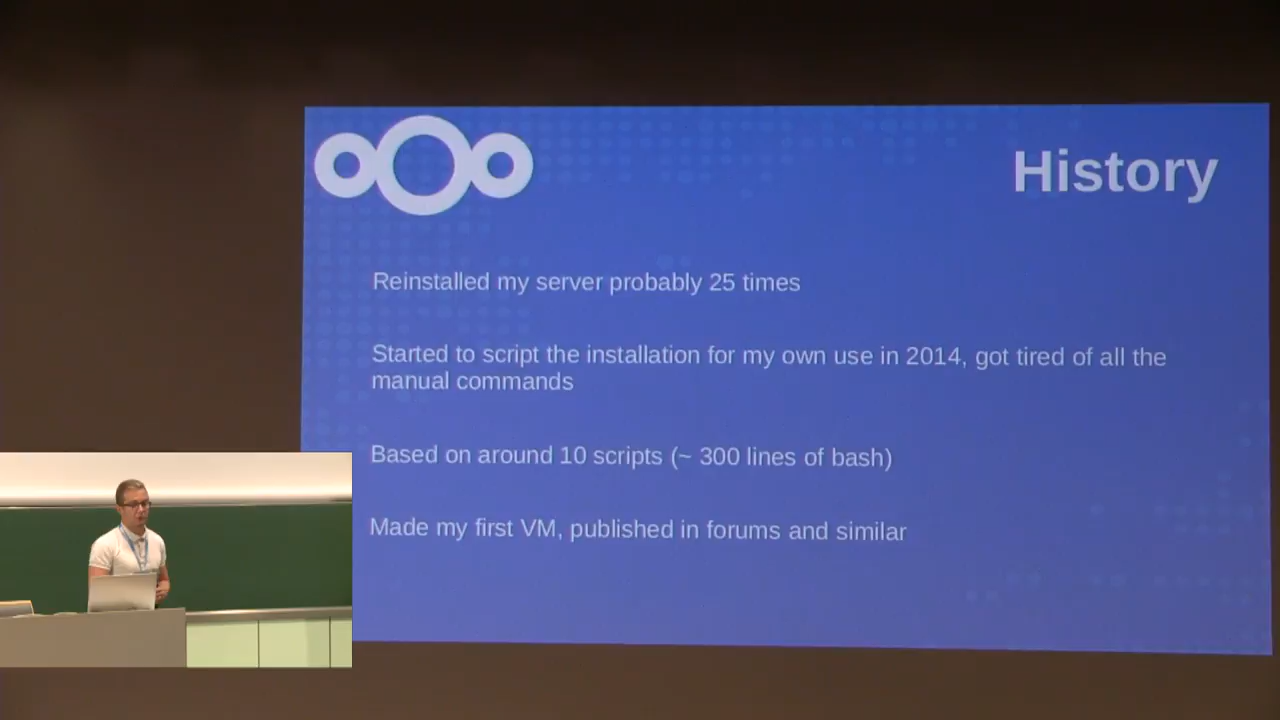 History
Reinstalled my server probably 25 times
Started to script the installation for my own use in 2014, got tired of all the
manual commands
Based on around 10 scripts (~ 300 lines of bash)
Made my first VM, published in forums and similar